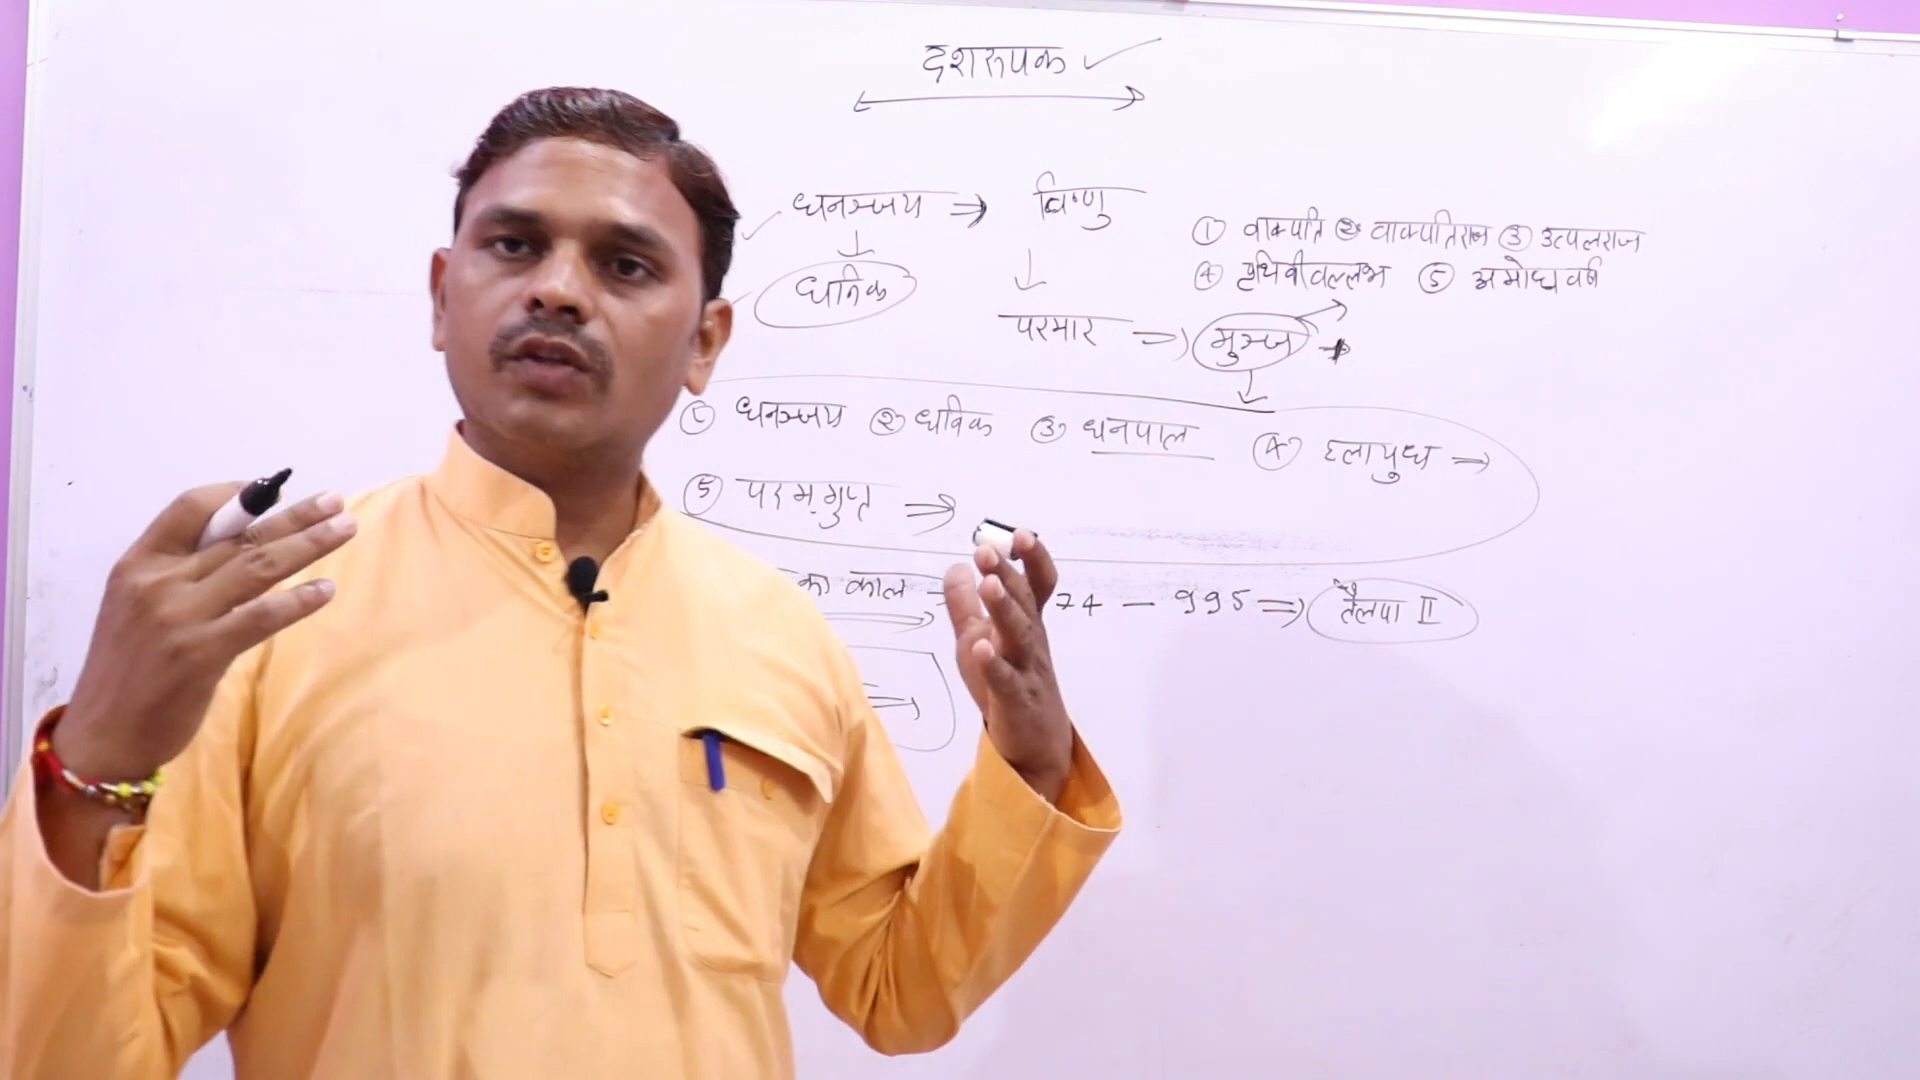 दशरूपक
धनञ्जय ⇒ विष्णु
① वाक्पति ② वाक्पतिराज ③ उत्पलराज
धनिक
④ पृथिवीवल्लभ ⑤ अमोघवर्ष
परमार ⇒ मुञ्ज
① धनञ्जय ② धनिक ③ धनपाल ④ हलायुध →
⑤ पदमगुप्त ⇒
का काल
74 – 995 ⇒ तैलपा II